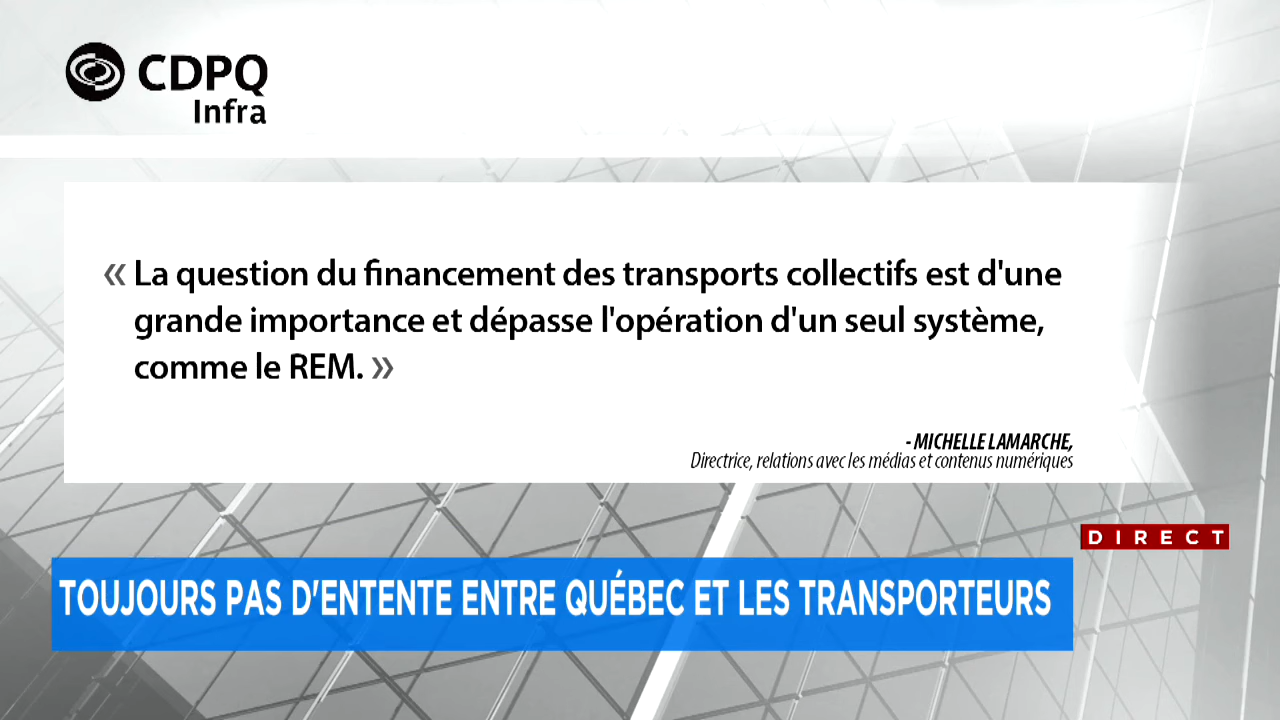 CDPQ
Infra
« La question du financement des transports collectifs est d'une
grande importance et dépasse l'opération d'un seul système,
comme le REM. »
- MICHELLE LAMARCHE,
Directrice, relations avec les médias et contenus numériques
DIRECT
TOUJOURS PAS D'ENTENTE ENTRE QUÉBEC ET LES TRANSPORTEURS